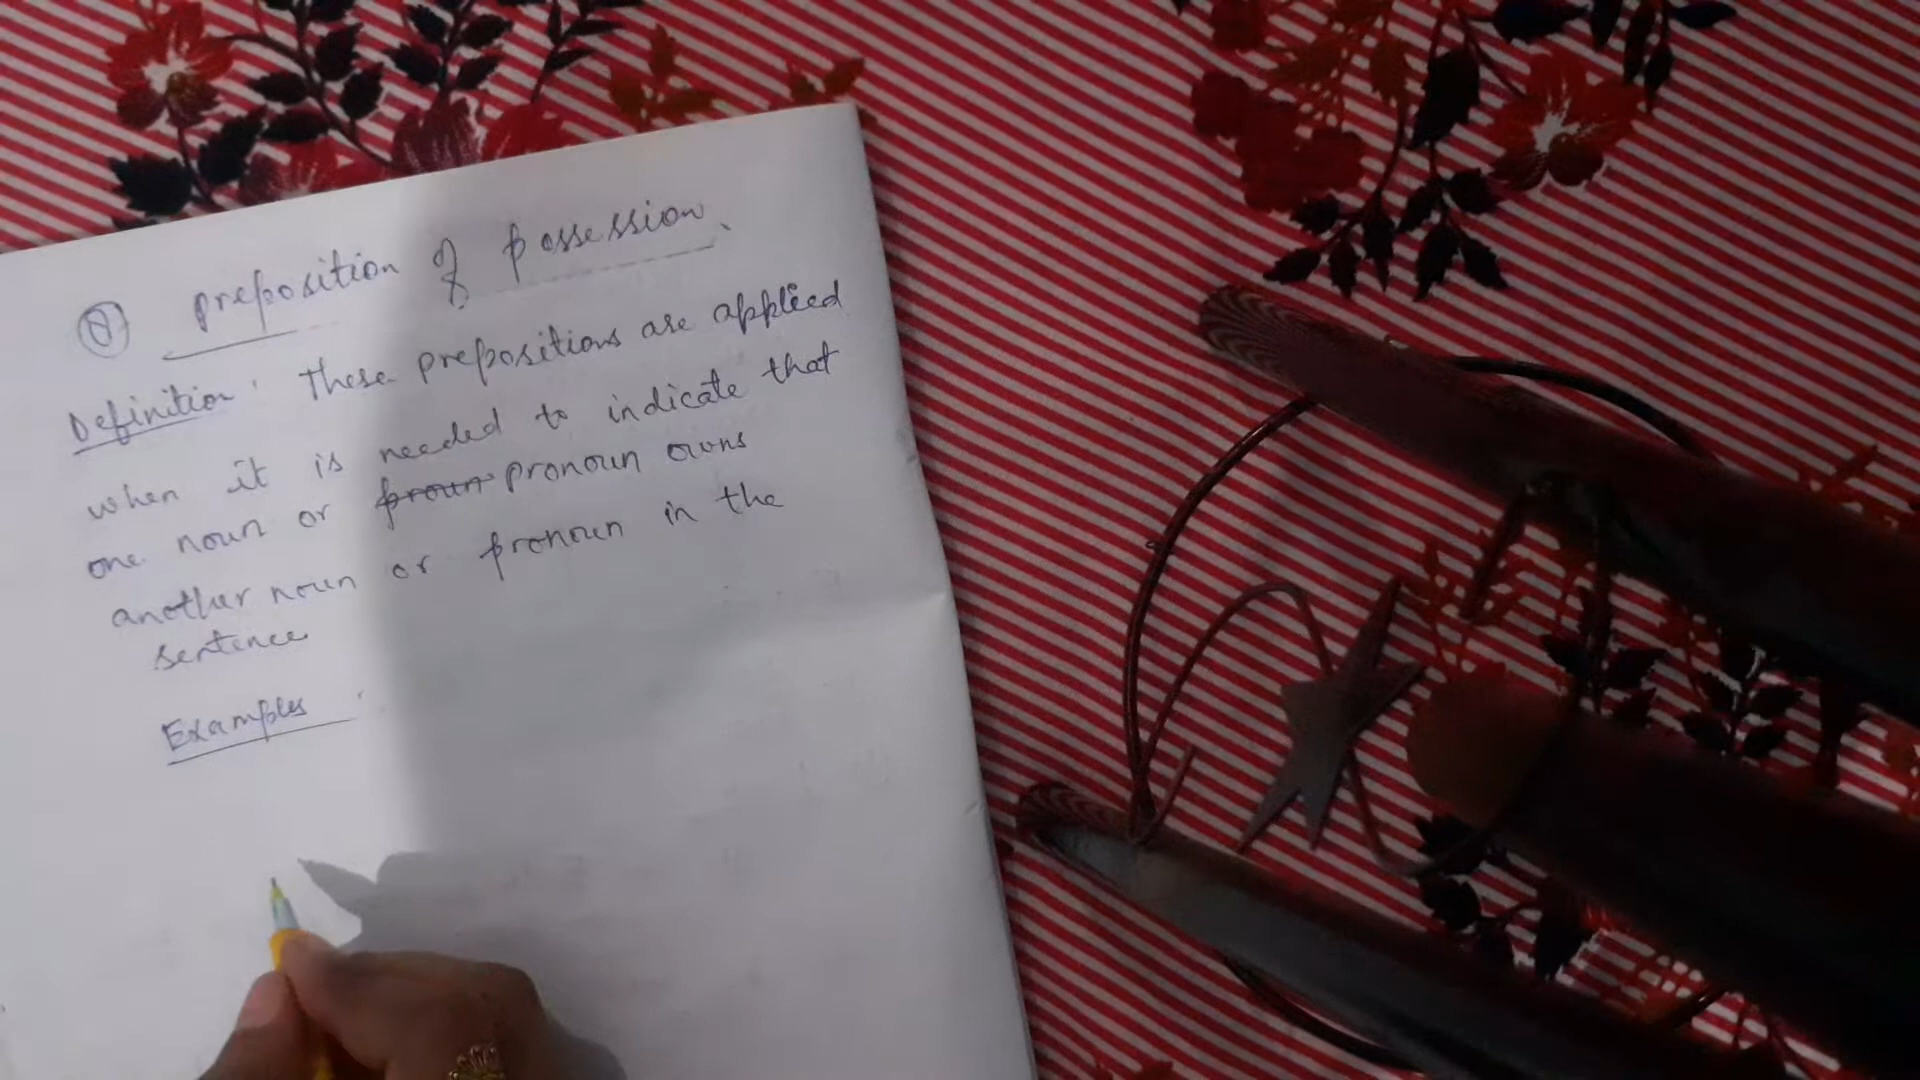 preposition of possession
Definition : These prepositions are applied
when it is needed to indicate that
one noun or proun pronoun owns
another noun or pronoun in the
sentence
Examples :